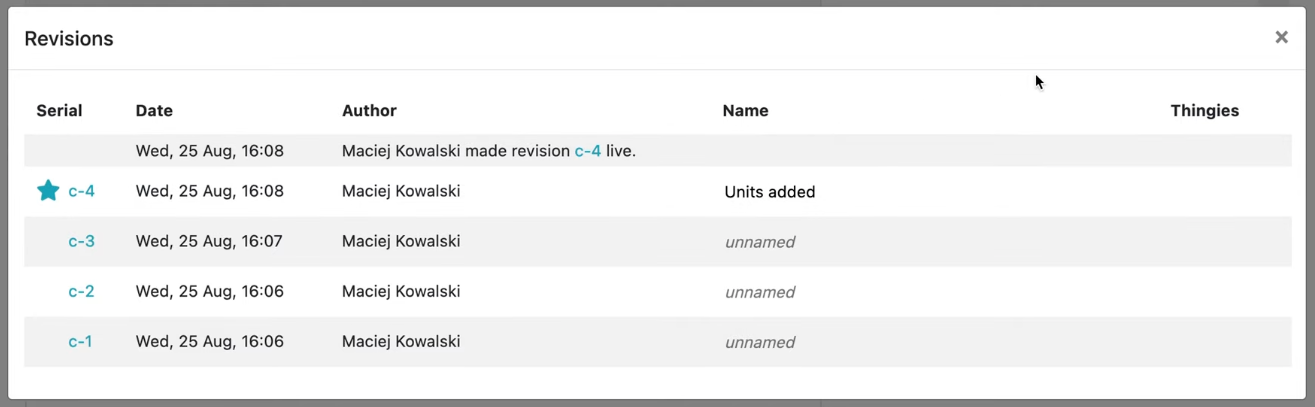 Revisions ×
Serial Date Author Name Thingies
Wed, 25 Aug, 16:08 Maciej Kowalski made revision c-4 live.
c-4 Wed, 25 Aug, 16:08 Maciej Kowalski Units added
c-3 Wed, 25 Aug, 16:07 Maciej Kowalski unnamed
c-2 Wed, 25 Aug, 16:06 Maciej Kowalski unnamed
c-1 Wed, 25 Aug, 16:06 Maciej Kowalski unnamed